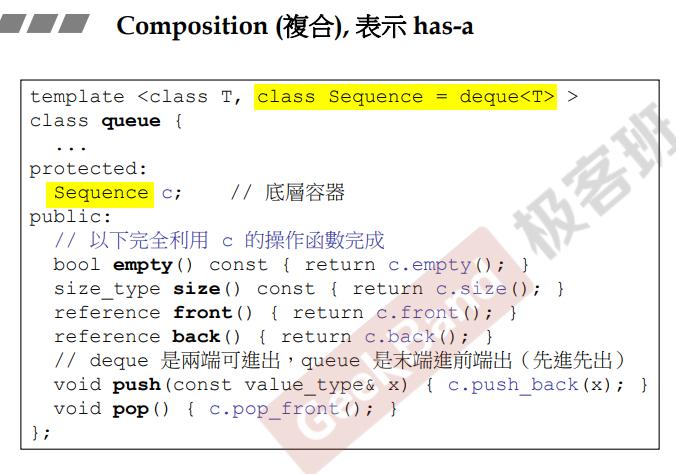 Composition (複合), 表示 has-a
template <class T, class Sequence = deque<T> >
class queue {
...
protected:
Sequence c; // 底層容器
public:
// 以下完全利用 c 的操作函數完成
bool empty() const { return c.empty(); }
size_type size() const { return c.size(); }
reference front() { return c.front(); }
reference back() { return c.back(); }
// deque 是兩端可進出，queue 是末端進前端出（先進先出）
void push(const value_type& x) { c.push_back(x); }
void pop() { c.pop_front(); }
};
GeekBand 极客班